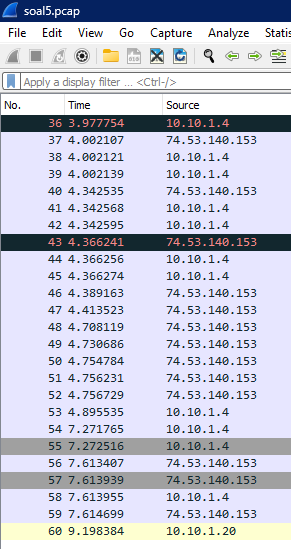 soal5.pcap
File Edit View Go Capture Analyze Statis
Apply a display filter ... <Ctrl-/>
No. Time Source
36 3.977754 10.10.1.4
37 4.002107 74.53.140.153
38 4.002121 10.10.1.4
39 4.002139 10.10.1.4
40 4.342535 74.53.140.153
41 4.342568 10.10.1.4
42 4.342595 10.10.1.4
43 4.366241 74.53.140.153
44 4.366256 10.10.1.4
45 4.366274 10.10.1.4
46 4.389163 74.53.140.153
47 4.413523 74.53.140.153
48 4.708119 74.53.140.153
49 4.730686 74.53.140.153
50 4.754784 74.53.140.153
51 4.756231 74.53.140.153
52 4.756729 74.53.140.153
53 4.895535 10.10.1.4
54 7.271765 10.10.1.4
55 7.272516 10.10.1.4
56 7.613407 74.53.140.153
57 7.613939 74.53.140.153
58 7.613955 10.10.1.4
59 7.614699 74.53.140.153
60 9.198384 10.10.1.20